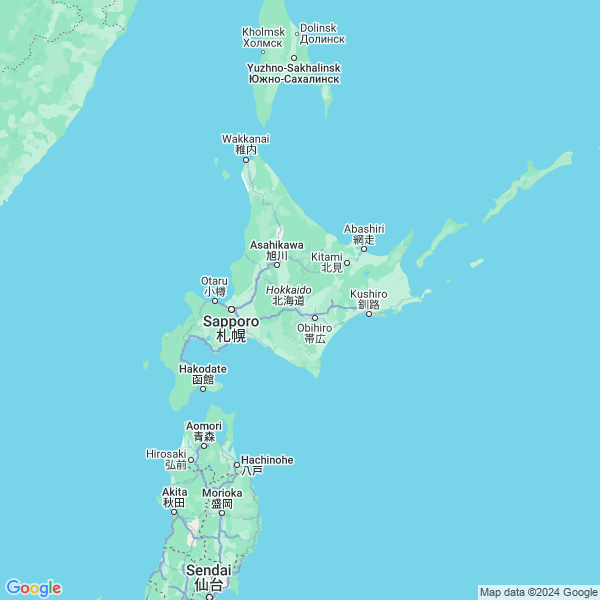 Kholmsk
Холмск
Dolinsk
Долинск
Yuzhno-Sakhalinsk
Южно-Сахалинск
Wakkanai
稚内
Abashiri
網走
Asahikawa
旭川
Kitami
北見
Otaru
小樽
Hokkaido
北海道
Kushiro
釧路
Sapporo
札幌
Obihiro
帯広
Hakodate
函館
Aomori
青森
Hirosaki
弘前
Hachinohe
八戸
Akita
秋田
Morioka
盛岡
Sendai
仙台
Google
Map data ©2024 Google